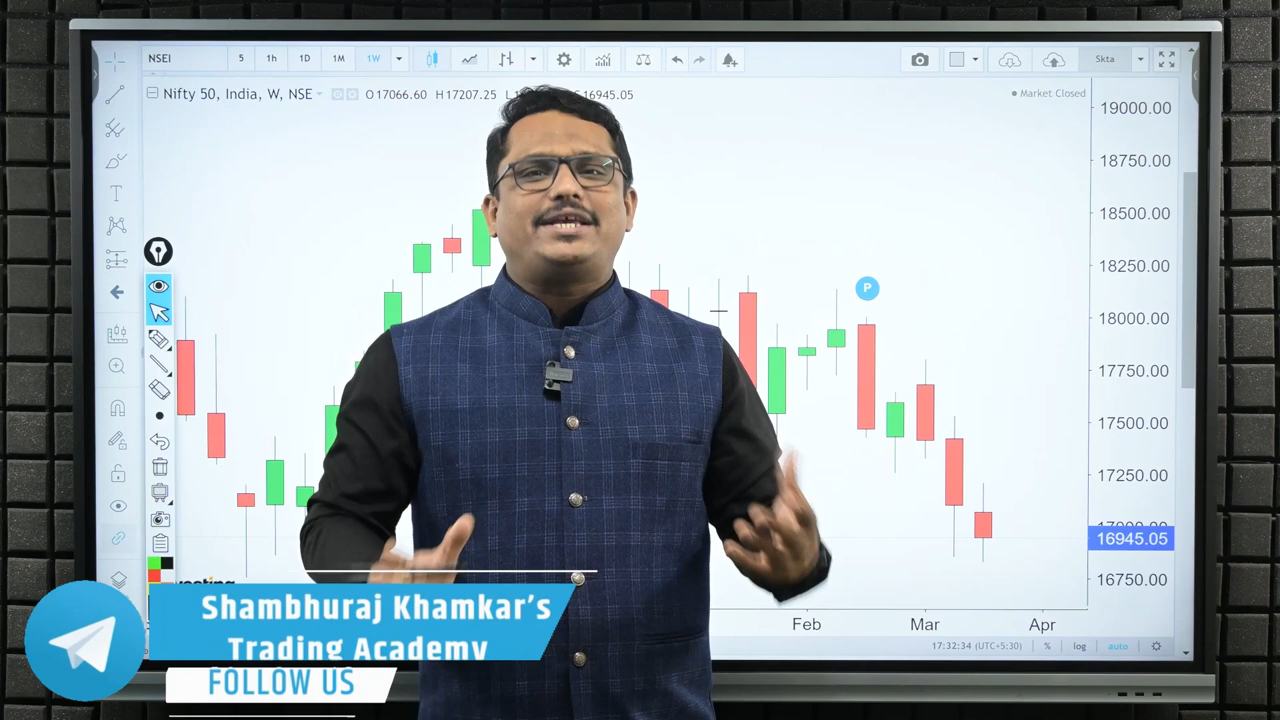 NSEI
5
1h
1D
1M
1W
Skta
Nifty 50, India, W, NSE
O17066.60 H17207.25
16945.05
Market Closed
19000.00
18750.00
18500.00
18250.00
18000.00
17750.00
17500.00
17250.00
16945.05
16750.00
P
T
Feb
Mar
Apr
17:32:34 (UTC+5:30)
%
log
auto
Shambhuraj Khamkar's
Trading Academy
FOLLOW US